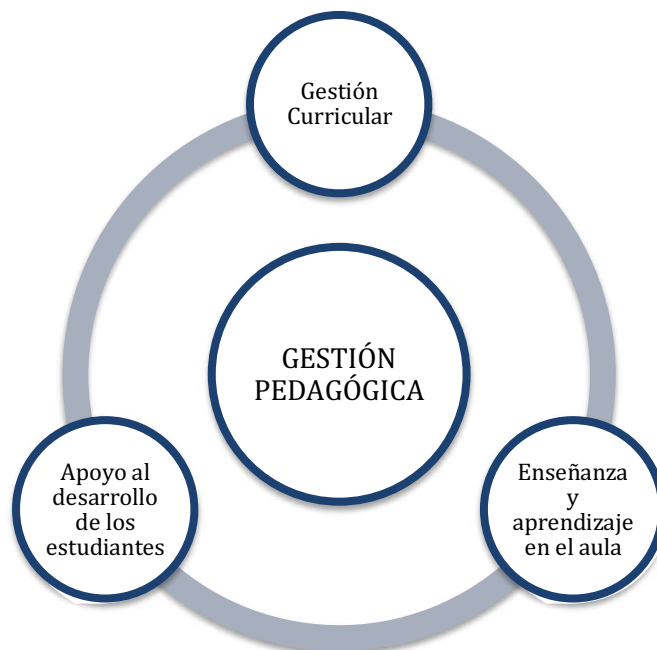 Gestión
Curricular
GESTIÓN
PEDAGÓGICA
Apoyo al
desarrollo
de los
estudiantes
Enseñanza
y
aprendizaje
en el aula